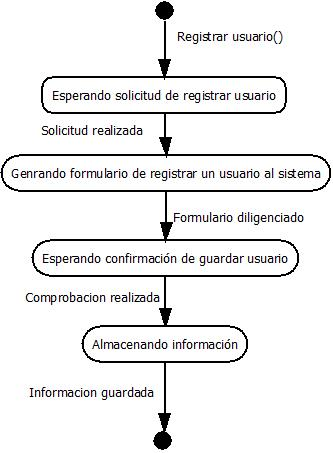 Registrar usuario()
Esperando solicitud de registrar usuario
Solicitud realizada
Genrando formulario de registrar un usuario al sistema
Formulario diligenciado
Esperando confirmación de guardar usuario
Comprobacion realizada
Almacenando información
Informacion guardada